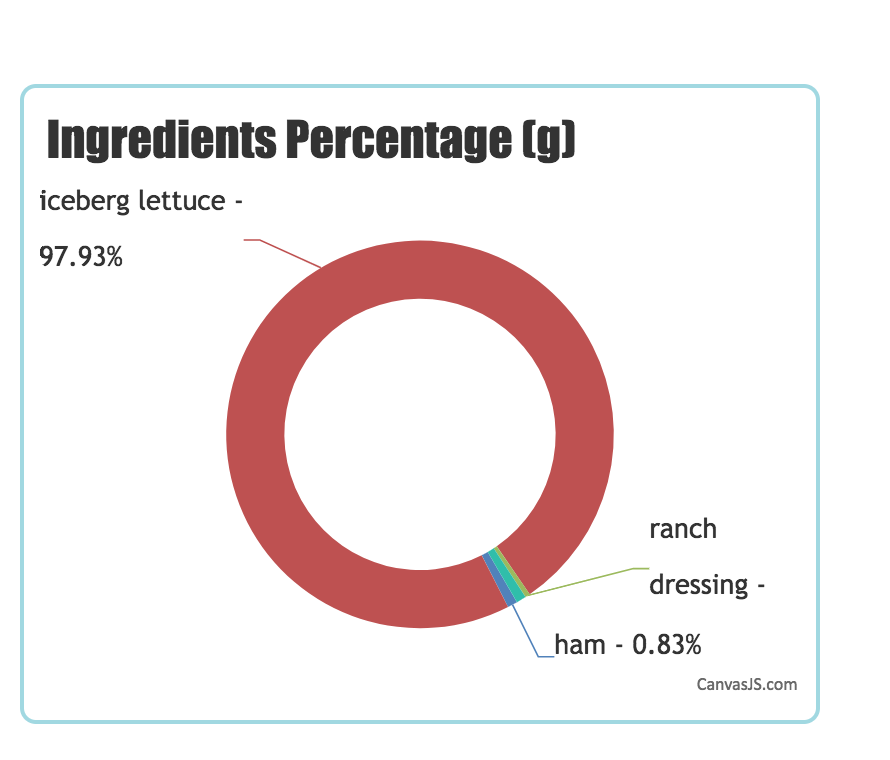 Ingredients Percentage (g)
iceberg lettuce -
97.93%
ranch
dressing -
ham - 0.83%
CanvasJS.com